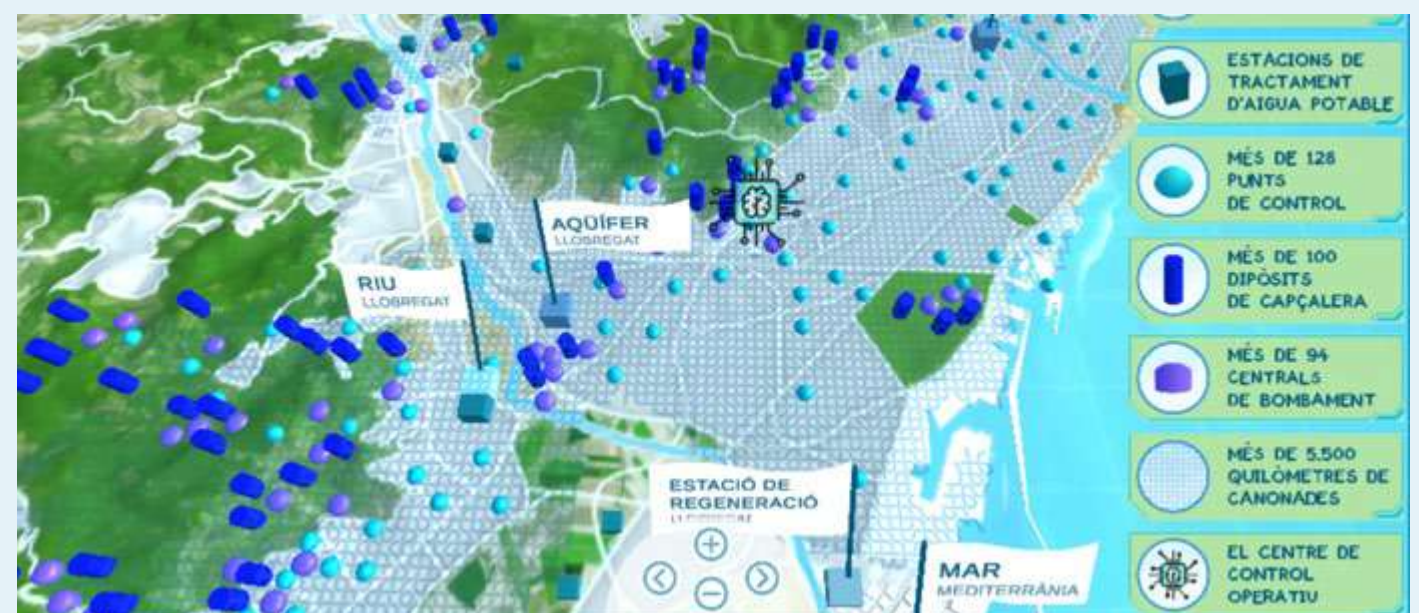 AQÜÍFER
LLOBREGAT
RIU
LLOBREGAT
ESTACIÓ DE
REGENERACIÓ
LLOBREGAT
MAR
MEDITERRÀNIA
ESTACIONS DE
TRACTAMENT
D'AIGUA POTABLE
MÉS DE 128
PUNTS
DE CONTROL
MÉS DE 100
DIPÒSITS
DE CAPÇALERA
MÉS DE 94
CENTRALS
DE BOMBAMENT
MÉS DE 5.500
QUILÒMETRES DE
CANONADES
EL CENTRE DE
CONTROL
OPERATIU